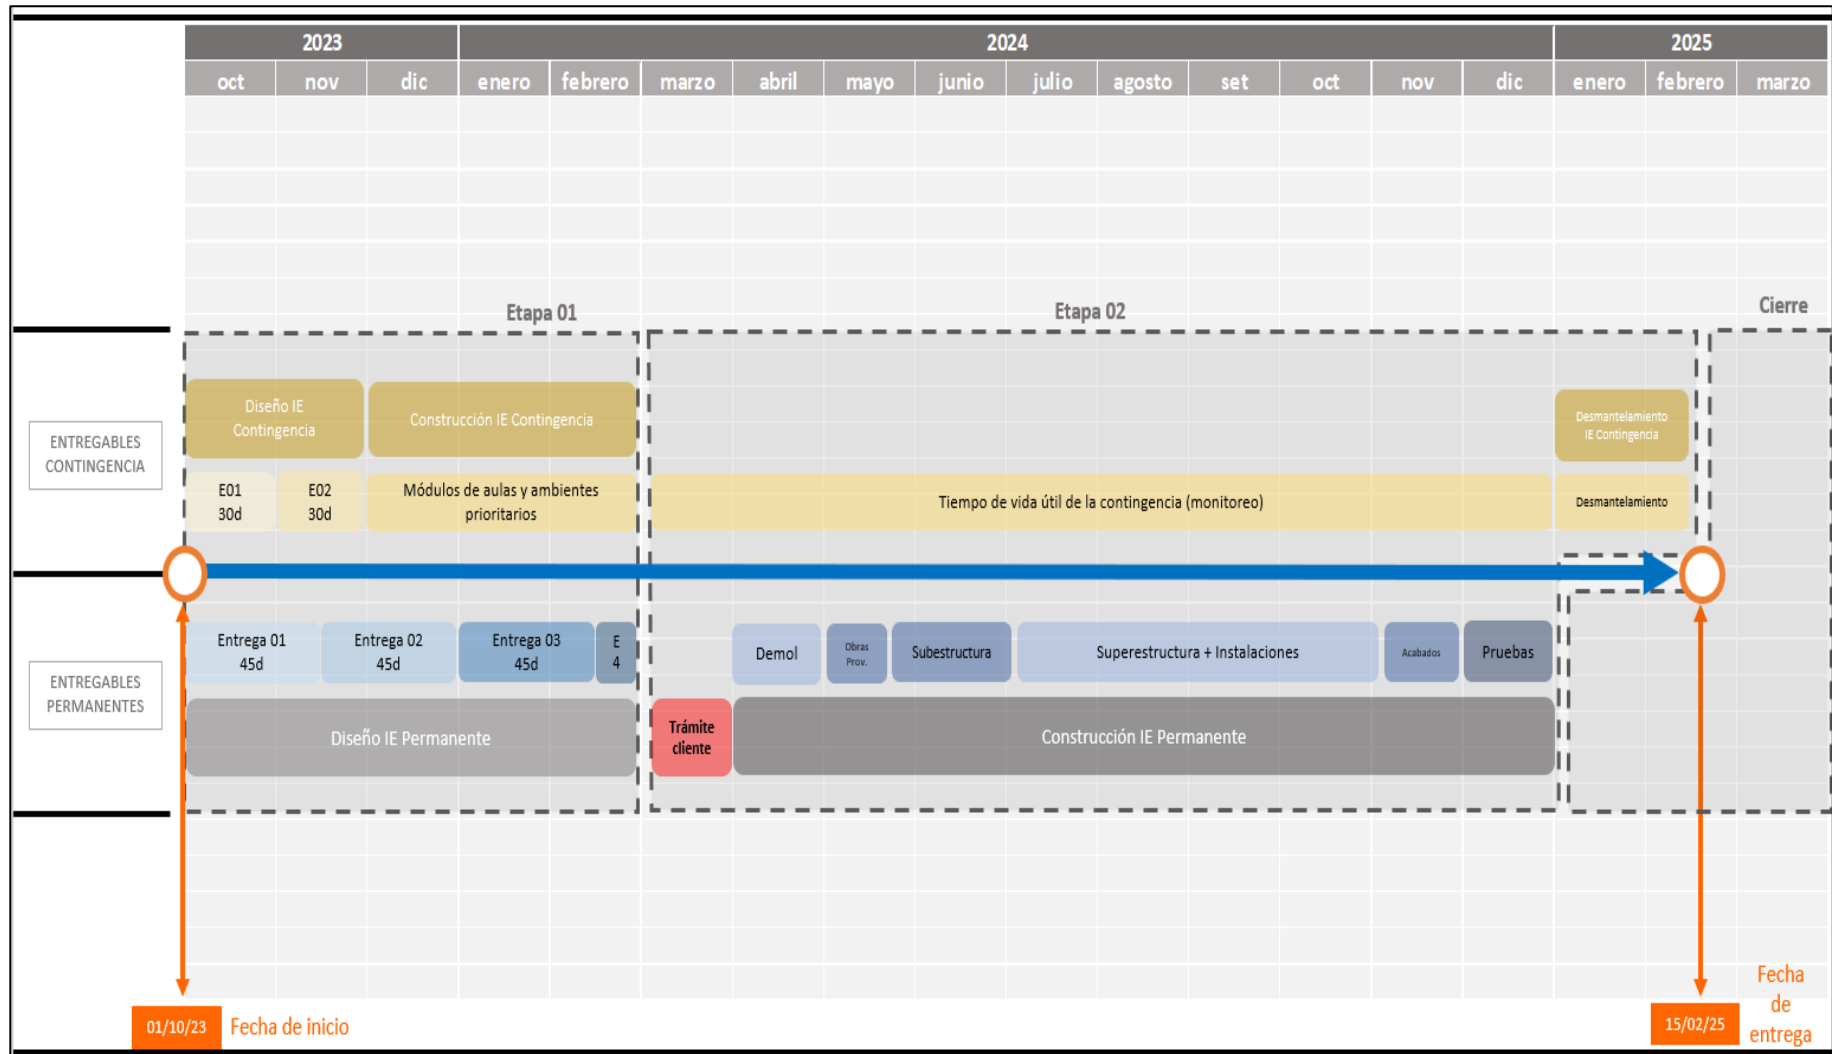 2023 2024 2025
oct nov dic enero febrero marzo abril mayo junio julio agosto set oct nov dic enero febrero marzo
Etapa 01 Etapa 02 Cierre
ENTREGABLES
CONTINGENCIA
Diseño IE
Contingencia
Construcción IE Contingencia
Desmantelamiento
IE Contingencia
E01
30d
E02
30d
Módulos de aulas y ambientes
prioritarios
Tiempo de vida útil de la contingencia (monitoreo)
Desmantelamiento
ENTREGABLES
PERMANENTES
Entrega 01
45d
Entrega 02
45d
Entrega 03
45d
E
4
Demol
Obras
Prov.
Subestructura
Superestructura + Instalaciones
Acabados
Pruebas
Diseño IE Permanente
Trámite
cliente
Construcción IE Permanente
01/10/23 Fecha de inicio
15/02/25
Fecha
de
entrega